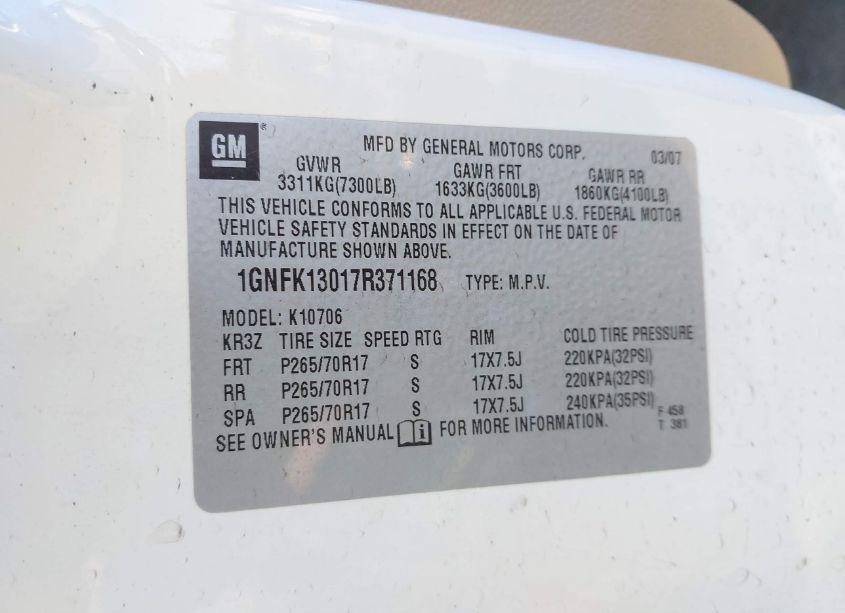 GM® MFD BY GENERAL MOTORS CORP. 03/07
GVWR GAWR FRT GAWR RR
3311KG(7300LB) 1633KG(3600LB) 1860KG(4100LB)
THIS VEHICLE CONFORMS TO ALL APPLICABLE U.S. FEDERAL MOTOR
VEHICLE SAFETY STANDARDS IN EFFECT ON THE DATE OF
MANUFACTURE SHOWN ABOVE.
1GNFK13017R371168 TYPE: M.P.V.
MODEL: K10706
KR3Z TIRE SIZE SPEED RTG RIM COLD TIRE PRESSURE
FRT P265/70R17 S 17X7.5J 220KPA(32PSI)
RR P265/70R17 S 17X7.5J 220KPA(32PSI)
SPA P265/70R17 S 17X7.5J 240KPA(35PSI)
F 458
SEE OWNER'S MANUAL i FOR MORE INFORMATION. T 381